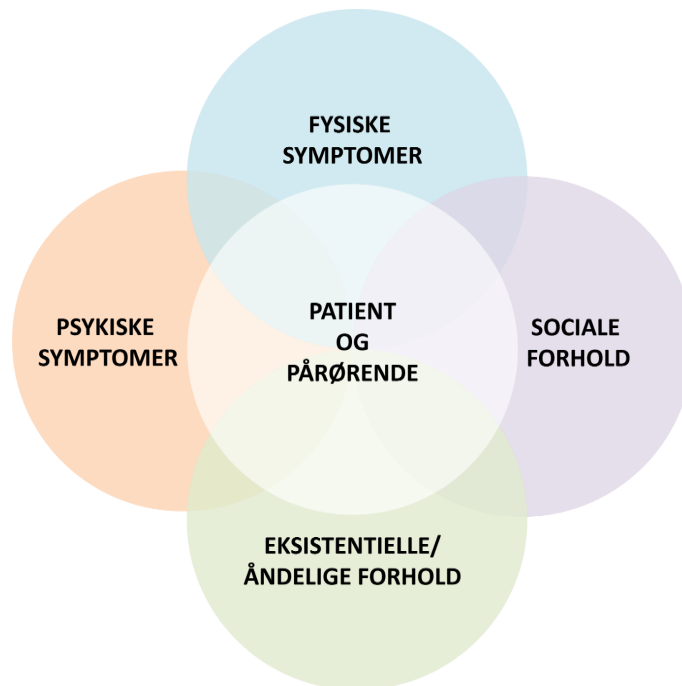 FYSISKE
SYMPTOMER
PSYKISKE
SYMPTOMER
PATIENT
OG
PÅRØRENDE
SOCIALE
FORHOLD
EKSISTENTIELLE/
ÅNDELIGE FORHOLD